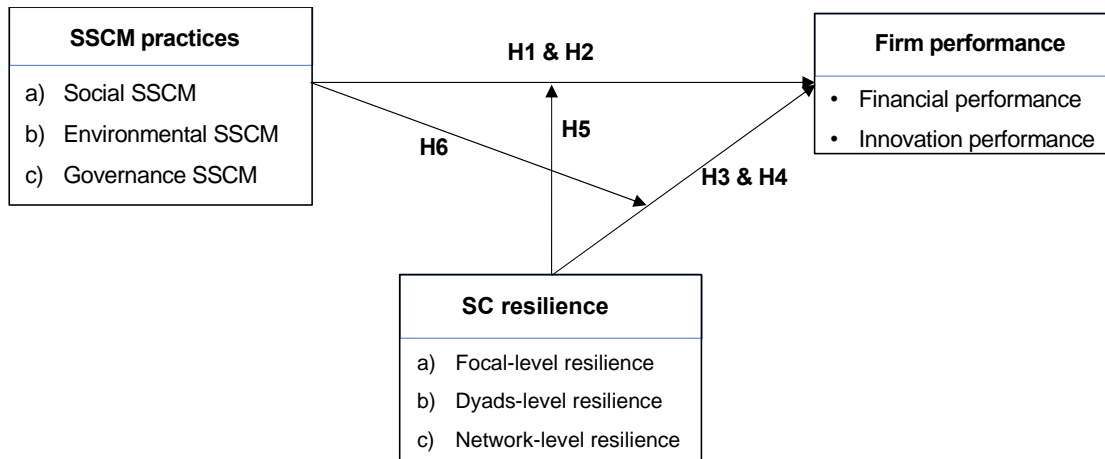 SSCM practices
a) Social SSCM
b) Environmental SSCM
c) Governance SSCM
H1 & H2
Firm performance
• Financial performance
• Innovation performance
H5
H6
H3 & H4
SC resilience
a) Focal-level resilience
b) Dyads-level resilience
c) Network-level resilience